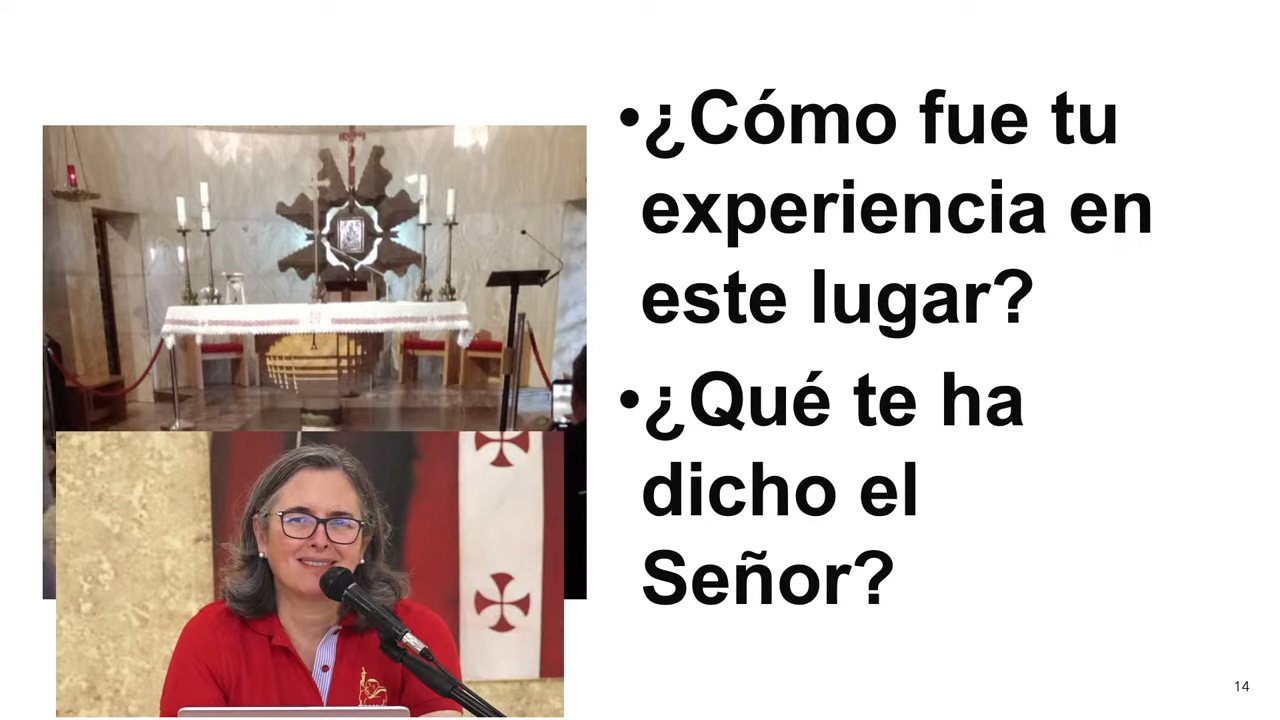 •¿Cómo fue tu
experiencia en
este lugar?
•¿Qué te ha
dicho el
Señor?
14